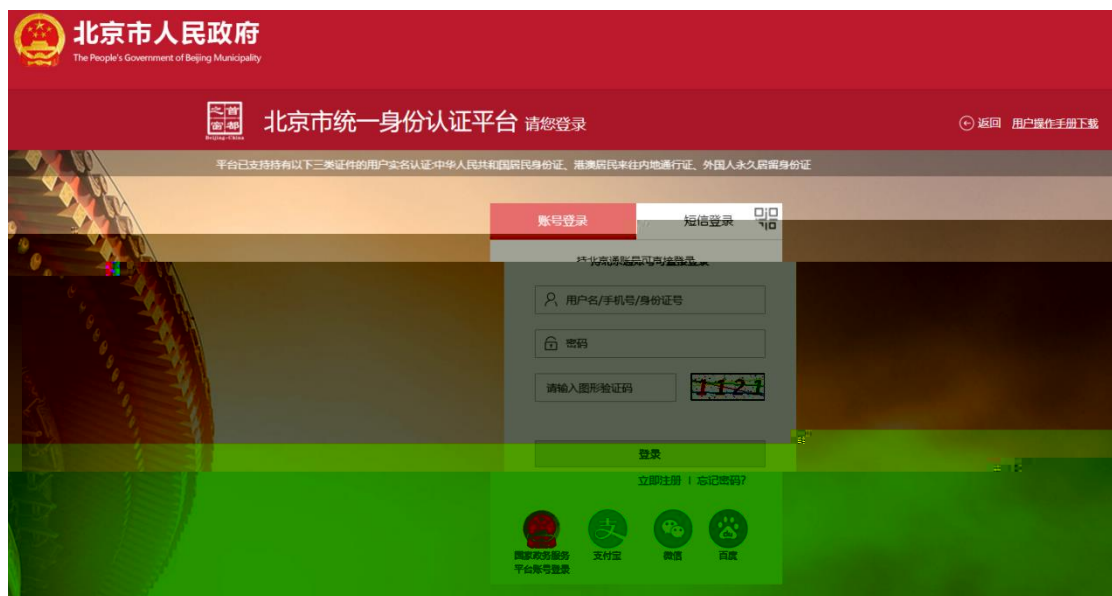 北京市人民政府
The People's Government of Beijing Municipality
首都之窗
Beijing-China
北京市统一身份认证平台 请您登录
返回 用户操作手册下载
平台已支持持有以下三类证件的用户实名认证:中华人民共和国居民身份证、港澳居民来往内地通行证、外国人永久居留身份证
账号登录 短信登录
用户名/手机号/身份证号
密码
请输入图形验证码 1121
登录
立即注册 | 忘记密码?
国家政务服务平台账号登录
支付宝
微信
百度